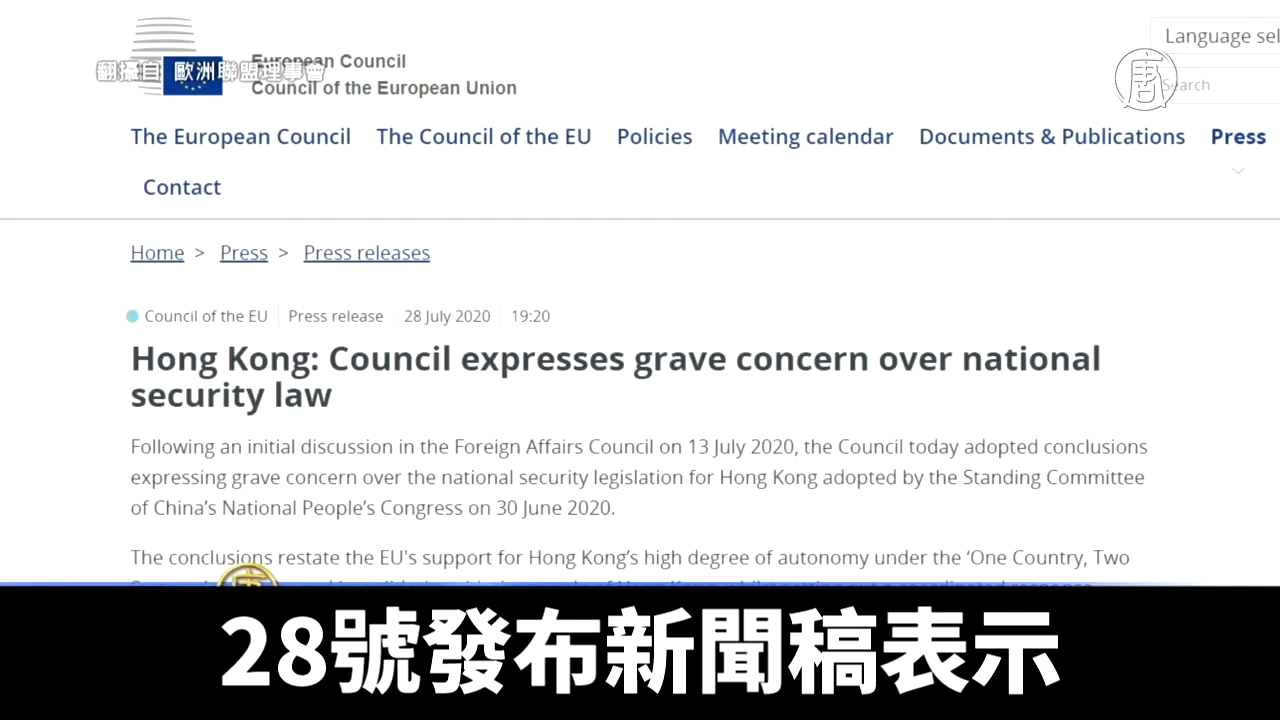 Language sel
European Council
翻攝自 歐洲聯盟理事會
Council of the European Union
唐
Search
The European Council The Council of the EU Policies Meeting calendar Documents & Publications Press
Contact
Home > Press > Press releases
Council of the EU Press release 28 July 2020 19:20
Hong Kong: Council expresses grave concern over national
security law
Following an initial discussion in the Foreign Affairs Council on 13 July 2020, the Council today adopted conclusions
expressing grave concern over the national security legislation for Hong Kong adopted by the Standing Committee
of China’s National People’s Congress on 30 June 2020.
The conclusions restate the EU's support for Hong Kong’s high degree of autonomy under the ‘One Country, Two
28號發布新聞稿表示